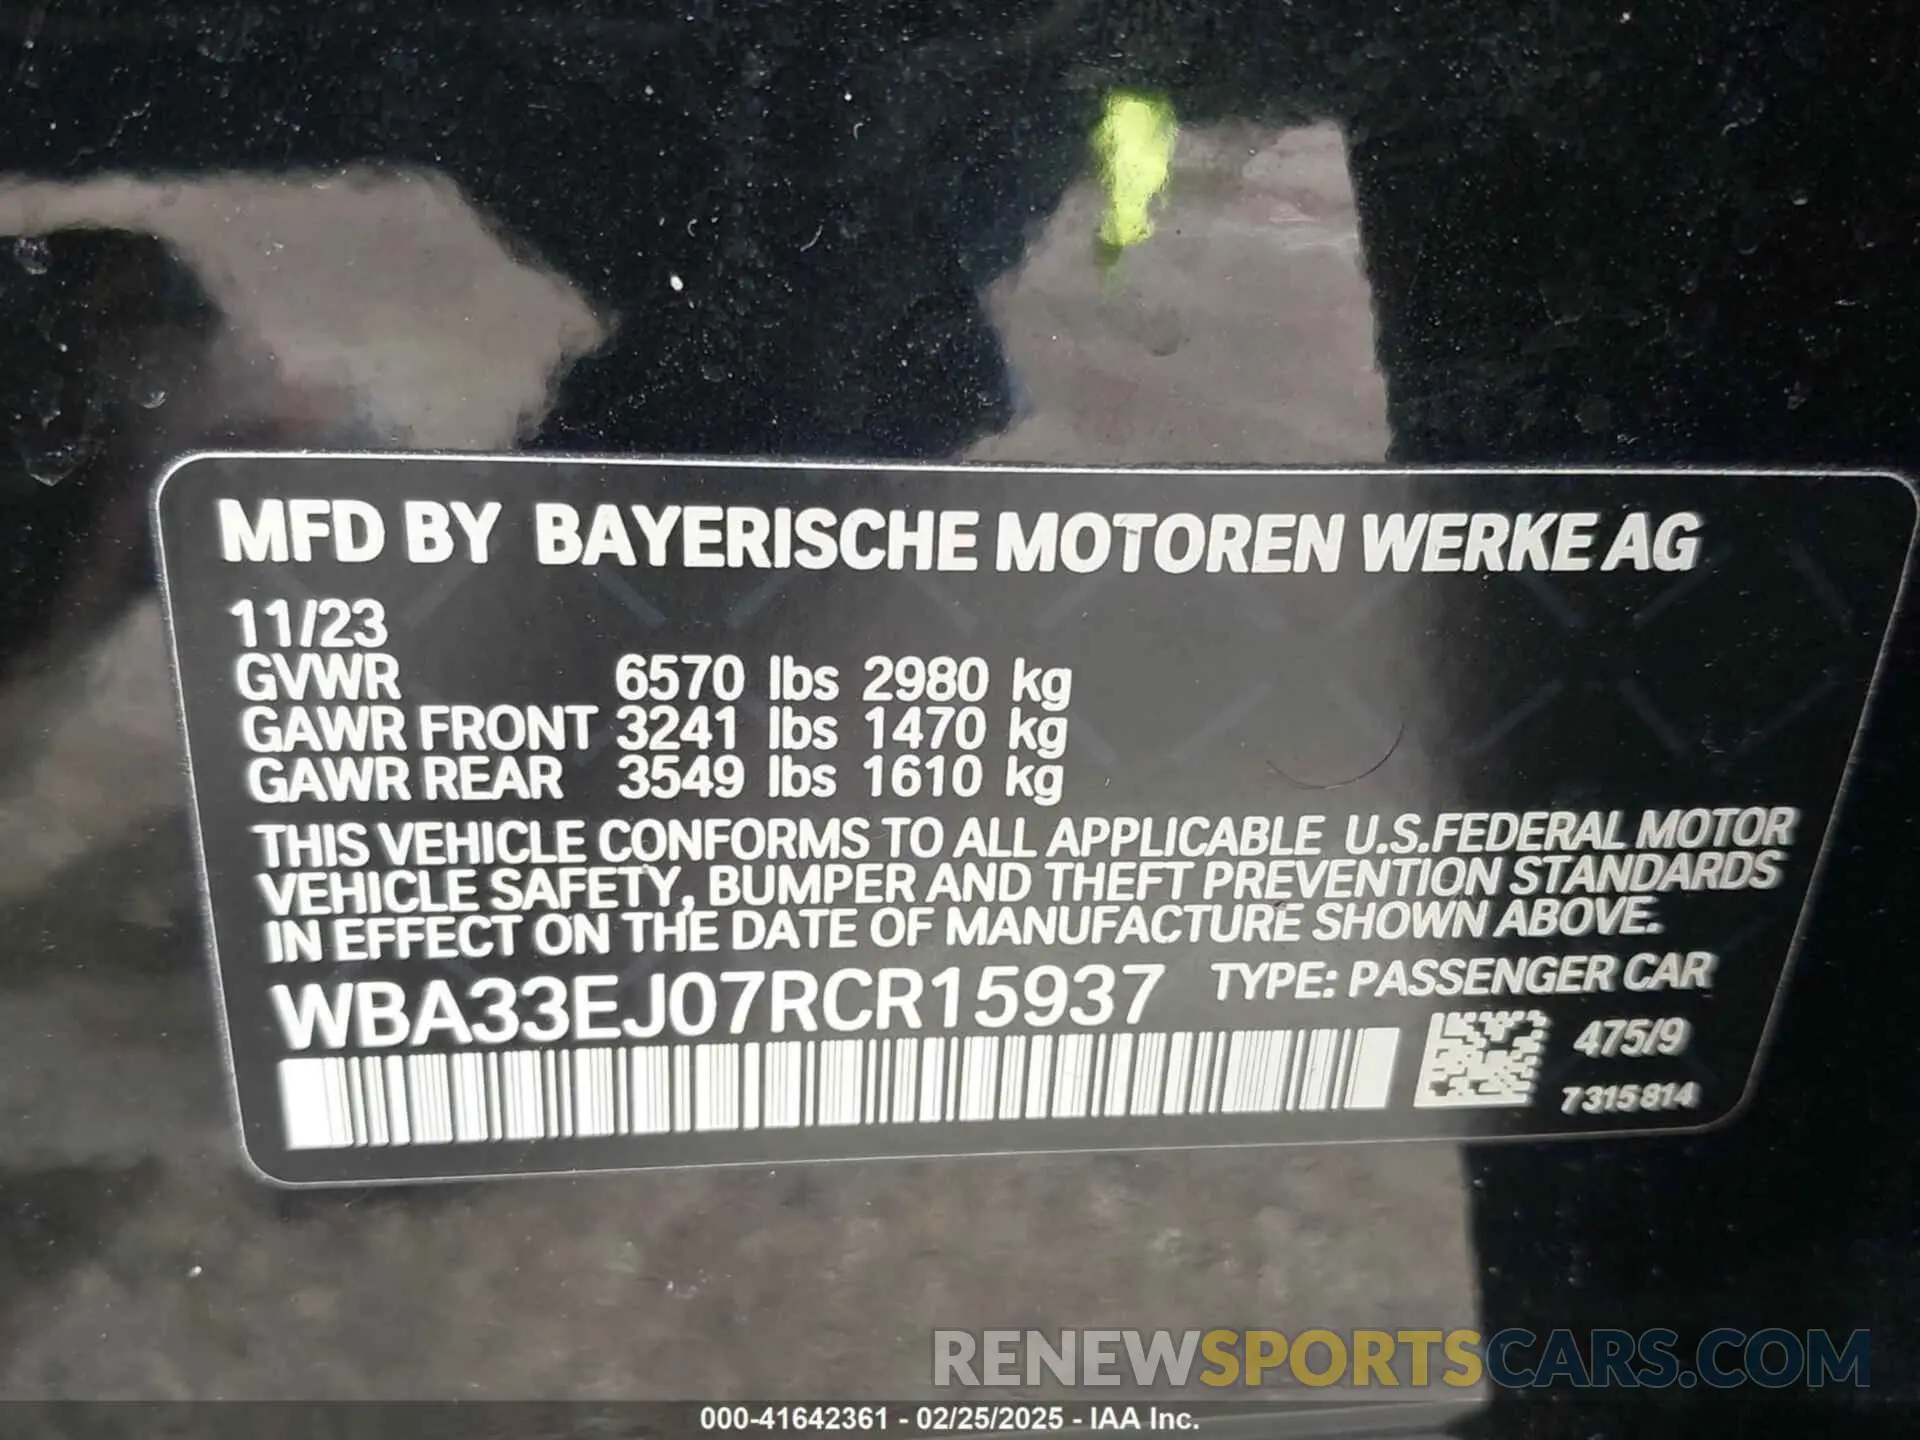 MFD BY BAYERISCHE MOTOREN WERKE AG
11/23
GVWR 6570 lbs 2980 kg
GAWR FRONT 3241 lbs 1470 kg
GAWR REAR 3549 lbs 1610 kg
THIS VEHICLE CONFORMS TO ALL APPLICABLE U.S.FEDERAL MOTOR
VEHICLE SAFETY, BUMPER AND THEFT PREVENTION STANDARDS
IN EFFECT ON THE DATE OF MANUFACTURE SHOWN ABOVE.
WBA33EJ07RCR15937 TYPE: PASSENGER CAR
475/9
7315814
RENEWSPORTSCARS.COM
000-41642361 - 02/25/2025 - IAA Inc.